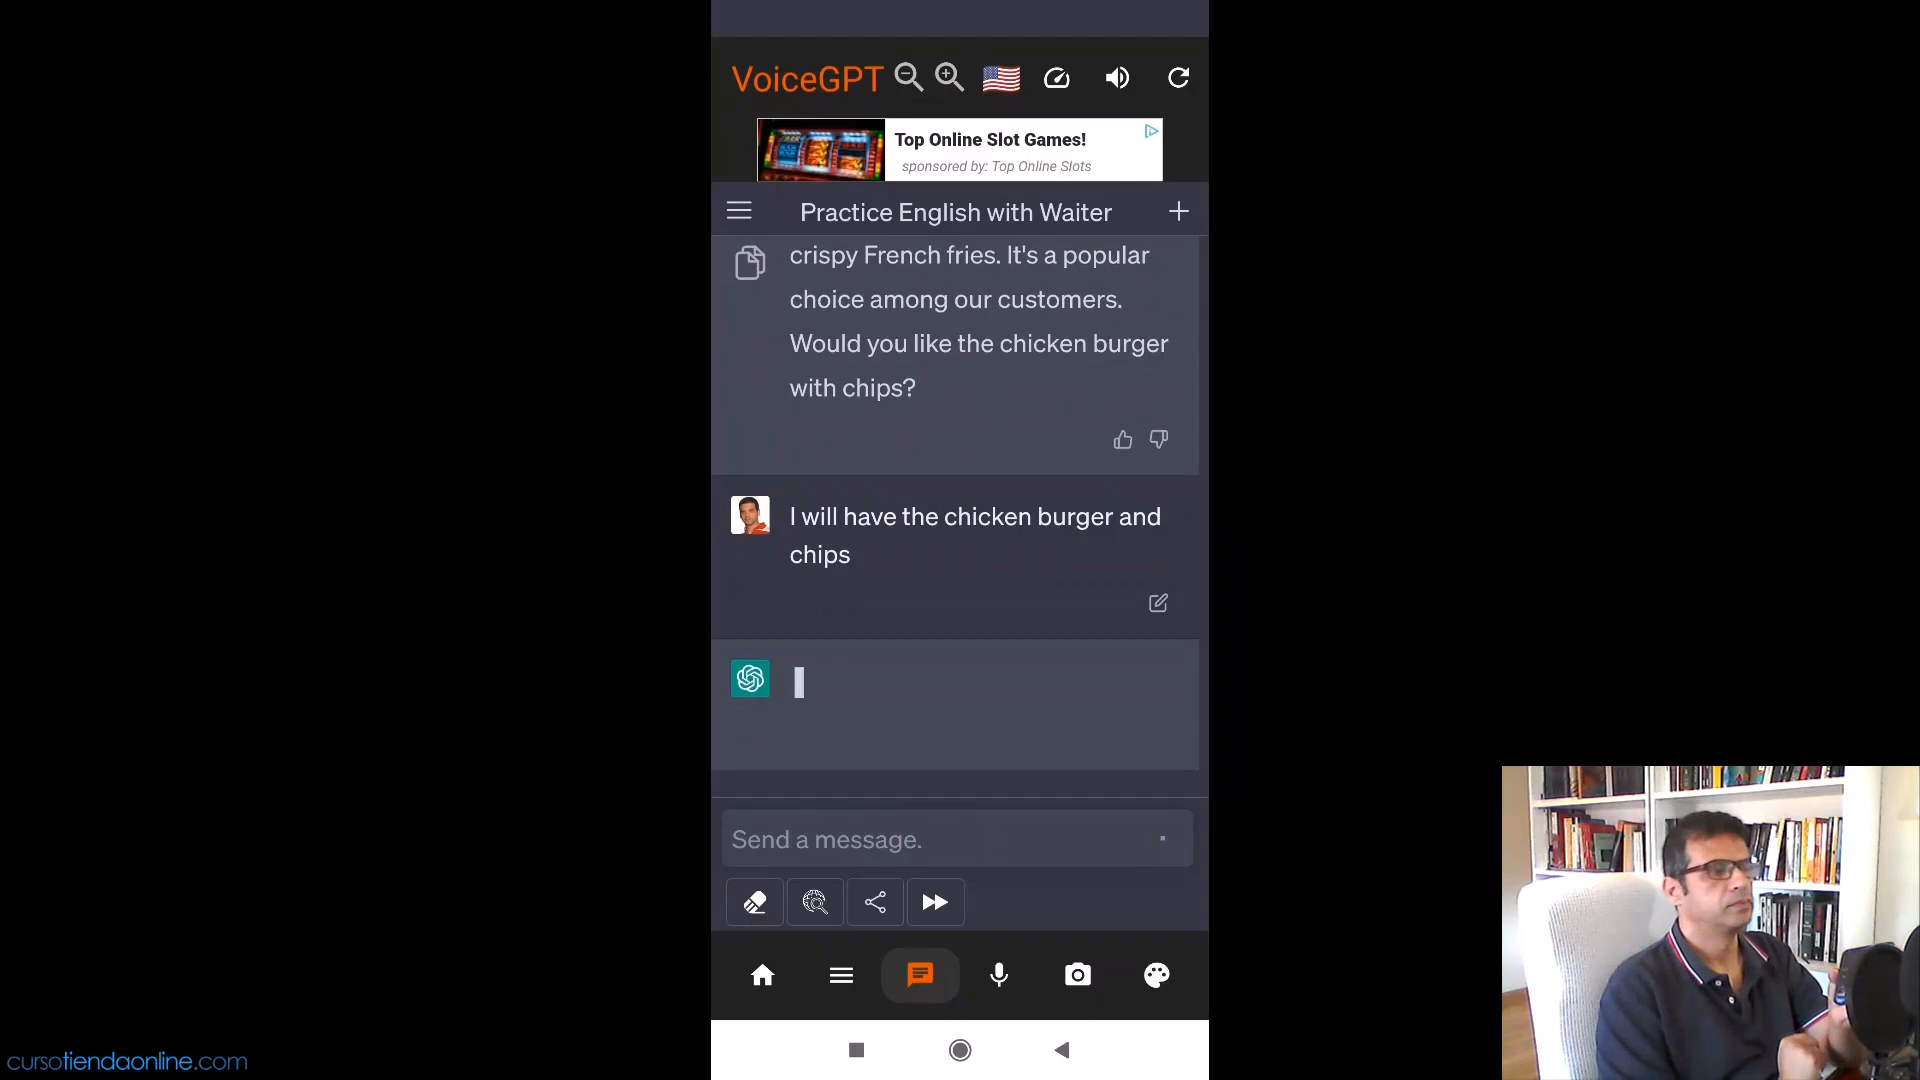 VoiceGPT
Top Online Slot Games!
sponsored by: Top Online Slots
Practice English with Waiter
crispy French fries. It's a popular
choice among our customers.
Would you like the chicken burger
with chips?
I will have the chicken burger and
chips
Send a message.
cursotiendaonline.com